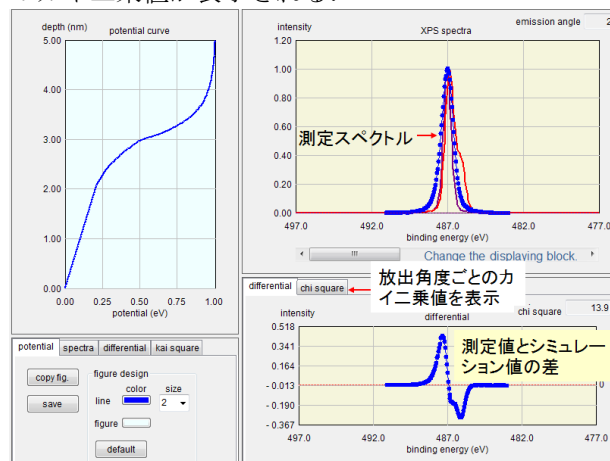 depth (nm)
potential curve
5.00
4.00
3.00
2.00
1.00
0.00
0.00 0.25 0.50 0.75 1.00
potential (eV)
intensity
XPS spectra
emission angle
2
1.20
1.00
0.80
0.60
0.40
0.20
0.00
測定スペクトル
497.0 492.0 487.0 482.0 477.0
binding energy (eV)
Change the displaying block.
differential
chi square
放出角度ごとのカ
イ二乗値を表示
intensity
differential
chi square
13.9
0.518
0.341
0.164
-0.013
-0.190
-0.367
0
測定値とシミュレー
ション値の差
497.0 492.0 487.0 482.0 477.0
binding energy (eV)
potential spectra differential kai square
copy fig.
save
figure design
color size
line
2
figure
default